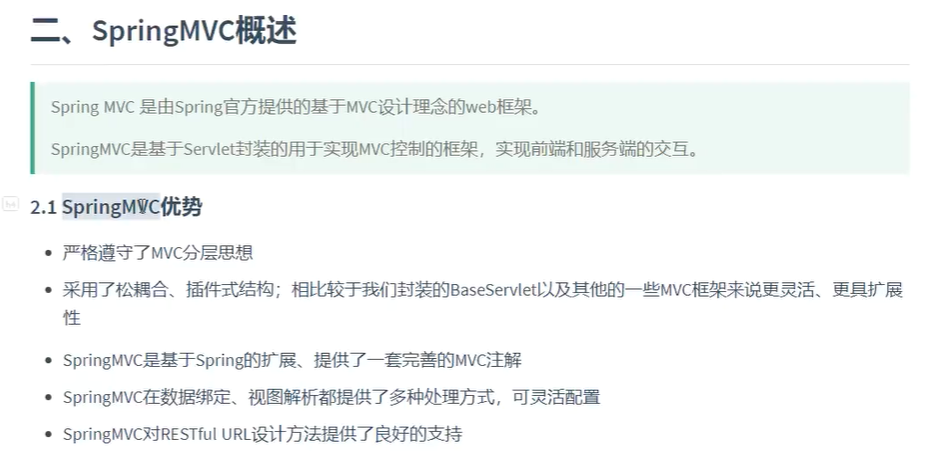 二、SpringMVC概述
Spring MVC 是由Spring官方提供的基于MVC设计理念的web框架。
SpringMVC是基于Servlet封装的用于实现MVC控制的框架，实现前端和服务端的交互。
2.1 SpringMVC优势
严格遵守了MVC分层思想
采用了松耦合、插件式结构；相比较于我们封装的BaseServlet以及其他的一些MVC框架来说更灵活、更具扩展
性
SpringMVC是基于Spring的扩展、提供了一套完善的MVC注解
SpringMVC在数据绑定、视图解析都提供了多种处理方式，可灵活配置
SpringMVC对RESTful URL设计方法提供了良好的支持